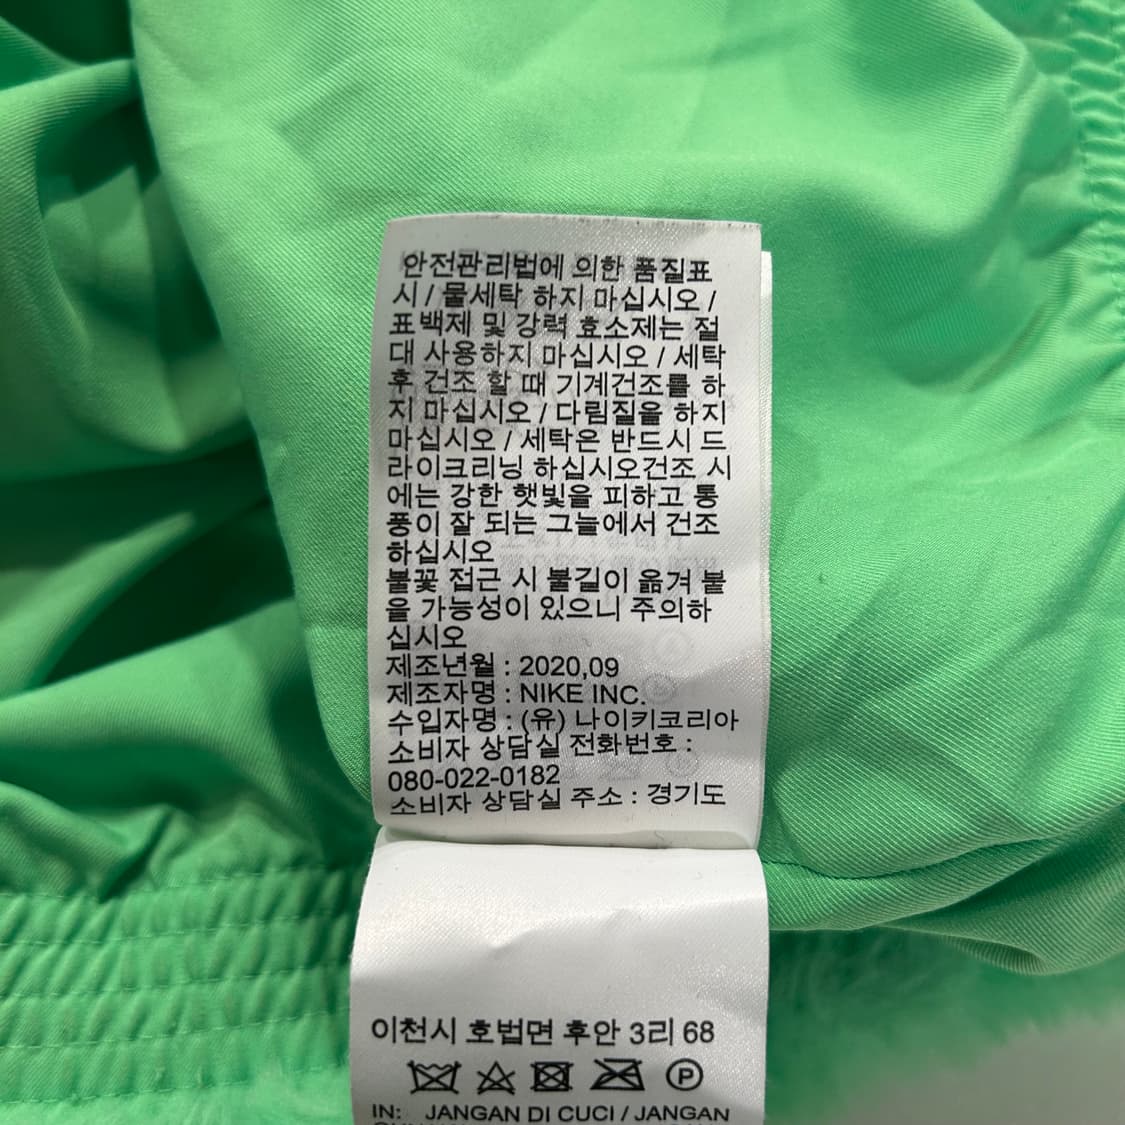 안전관리법에 의한 품질표
시 / 물세탁 하지 마십시오 /
표백제 및 강력 효소제는 절
대 사용하지 마십시오 / 세탁
후 건조 할 때 기계건조를 하
지 마십시오 / 다림질을 하지
마십시오 / 세탁은 반드시 드
라이크리닝 하십시오건조 시
에는 강한 햇빛을 피하고 통
풍이 잘 되는 그늘에서 건조
하십시오
불꽃 접근 시 불길이 옮겨 붙
을 가능성이 있으니 주의하
십시오
제조년월 : 2020,09
제조자명 : NIKE INC.
수입자명 : (유) 나이키코리아
소비자 상담실 전화번호 :
080-022-0182
소비자 상담실 주소 : 경기도
이천시 호법면 후안 3리 68
P
IN: JANGAN DI CUCI / JANGAN